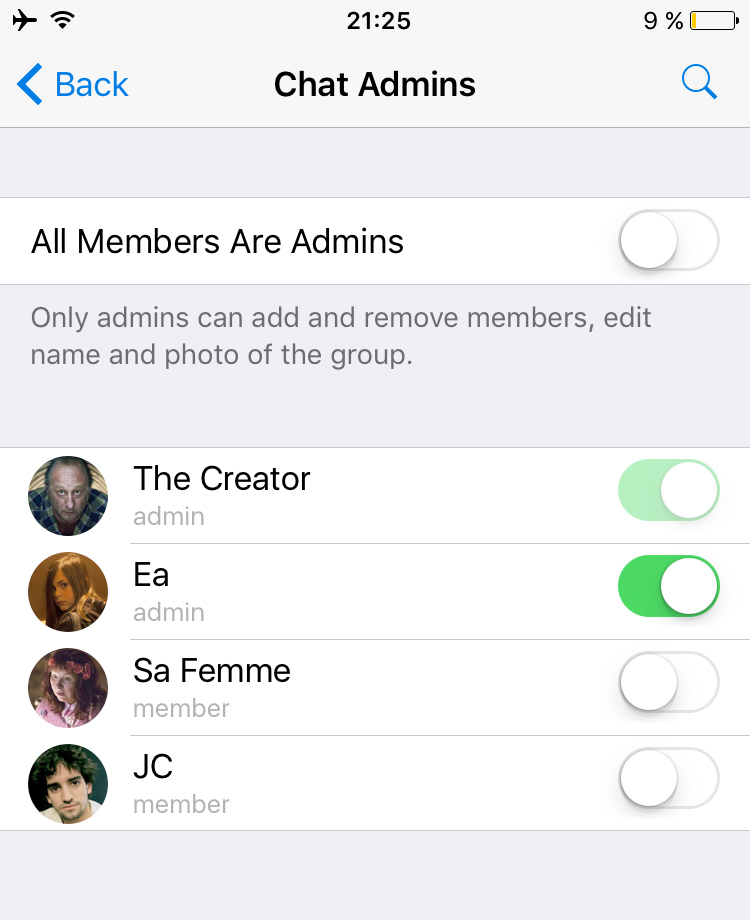 21:25
9 %
Back
Chat Admins
All Members Are Admins
Only admins can add and remove members, edit
name and photo of the group.
The Creator
admin
Ea
admin
Sa Femme
member
JC
member